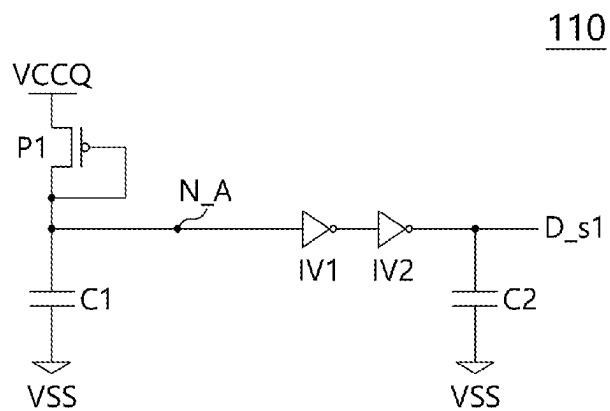 110
VCCQ
P1
N_A
D_s1
IV1 IV2
C1
C2
VSS
VSS